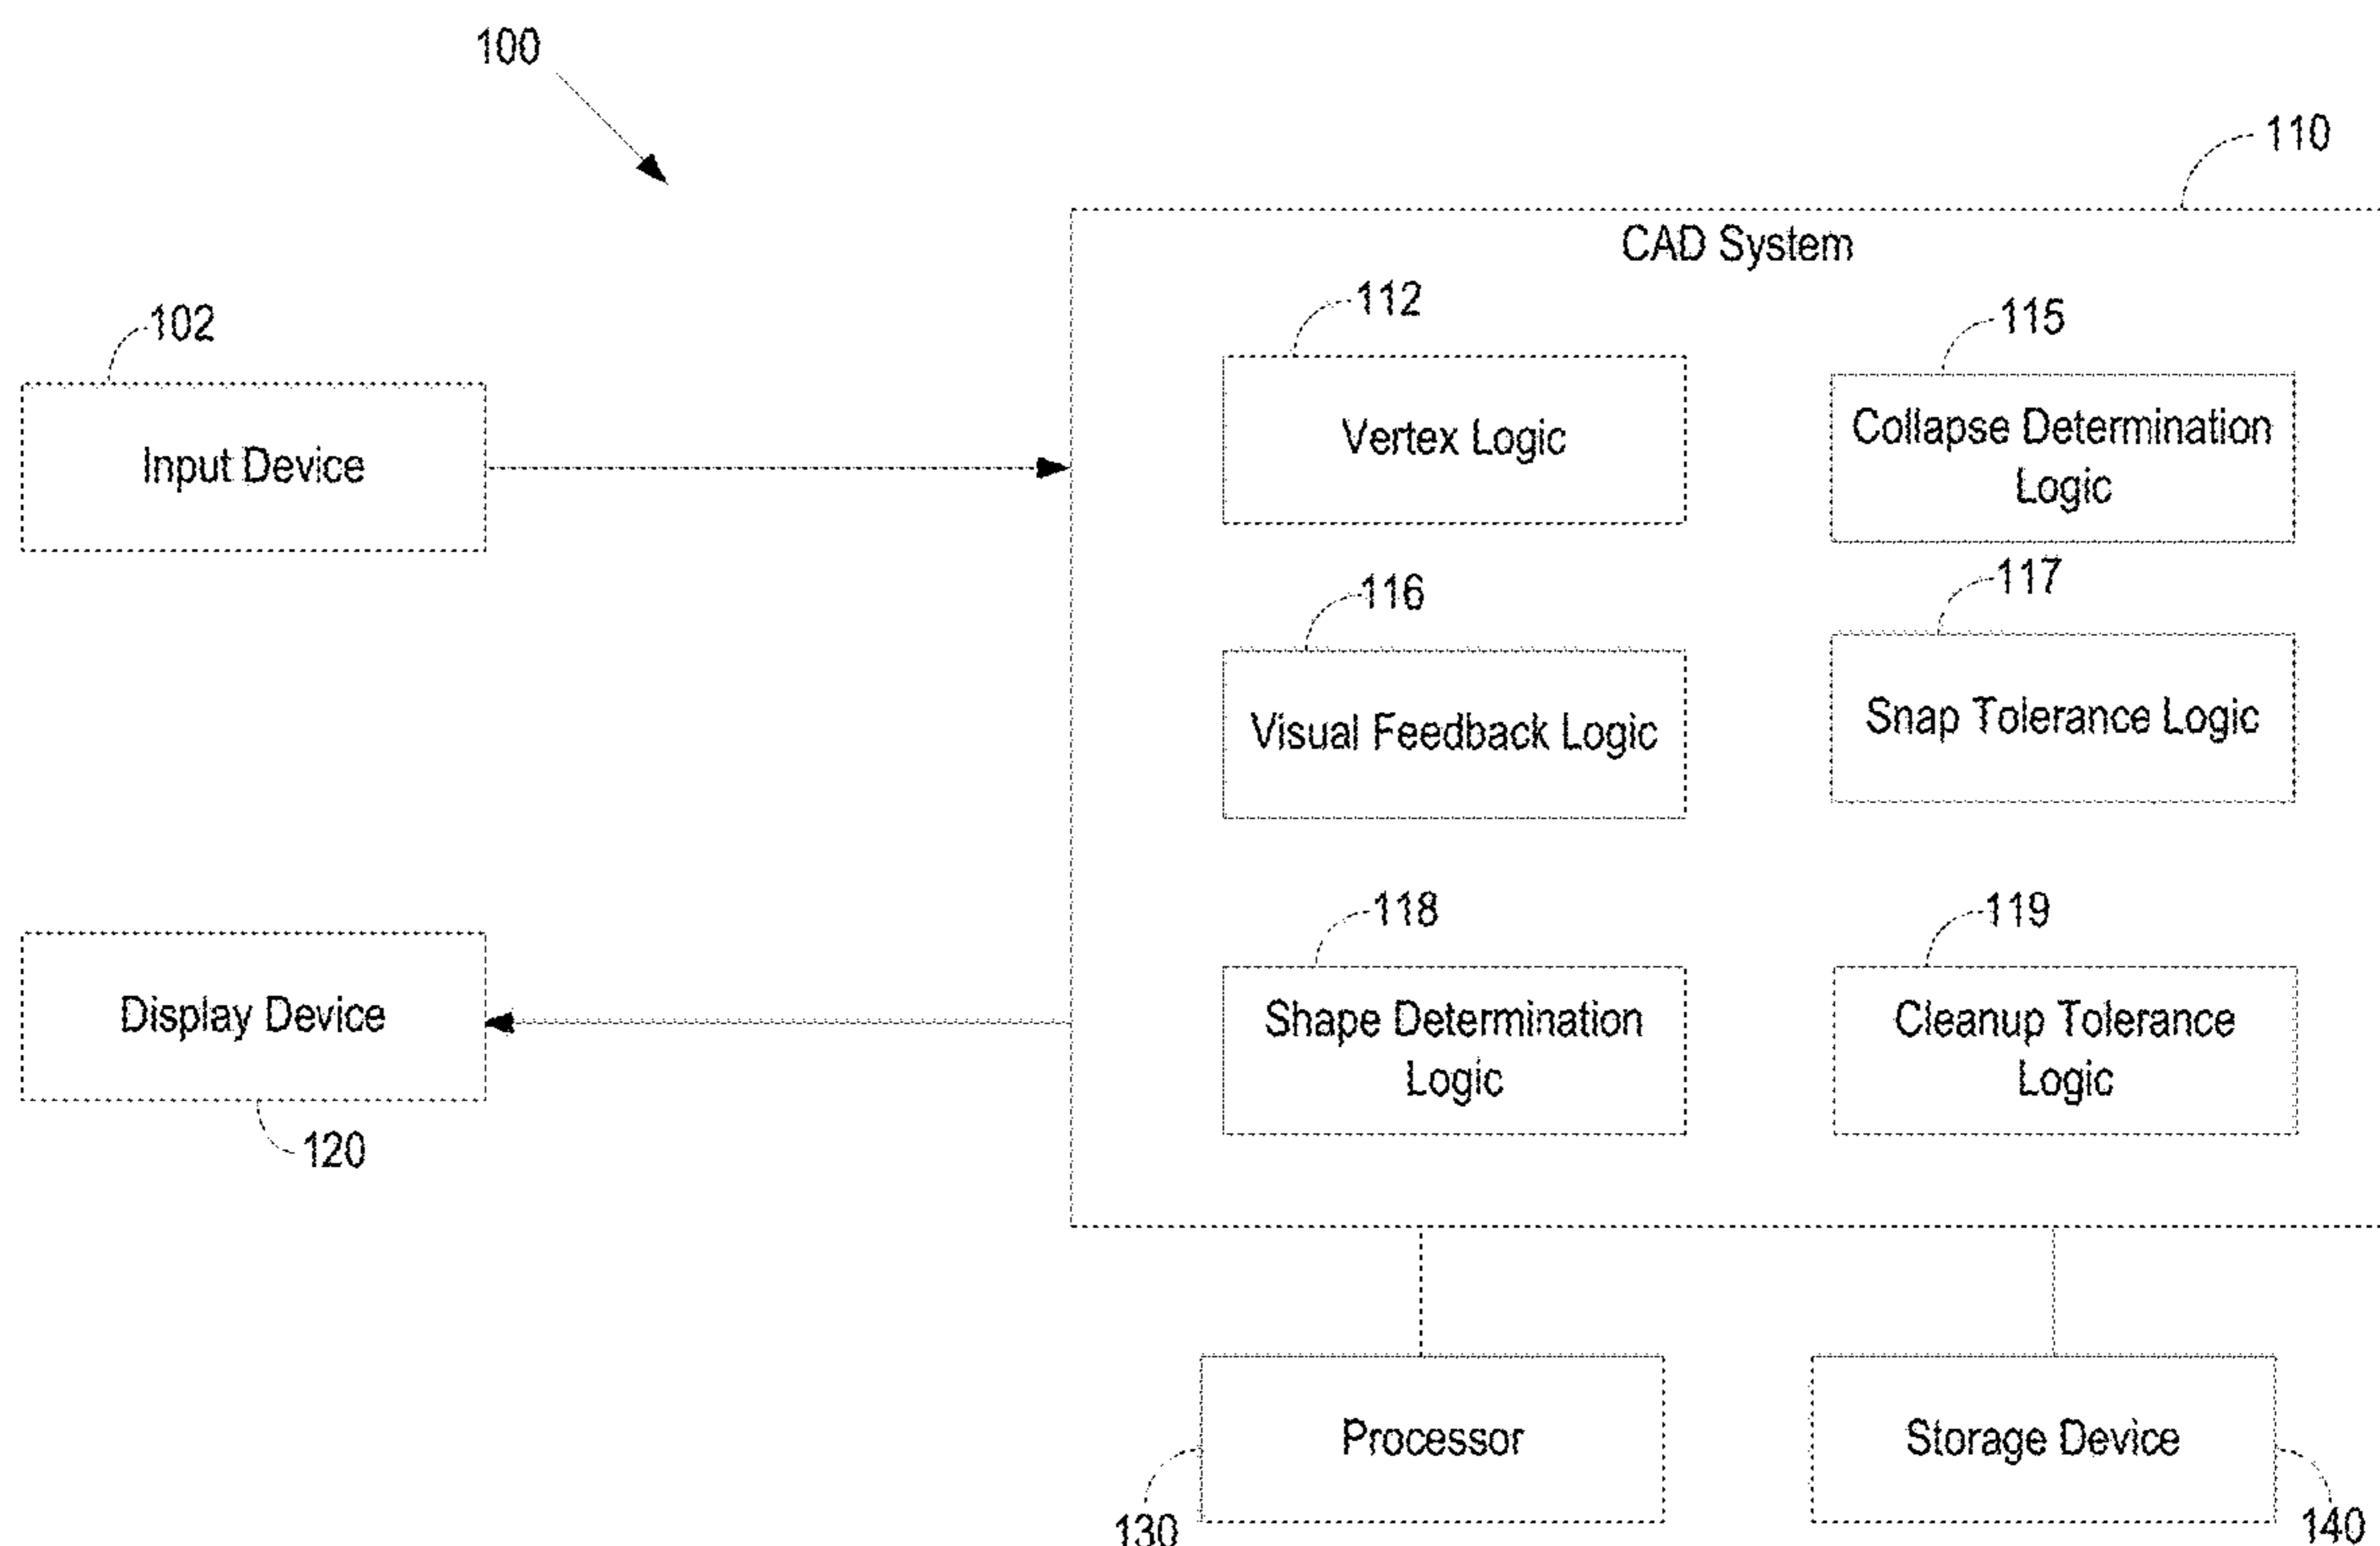 100
110
CAD System
102
Input Device
112
Vertex Logic
115
Collapse Determination
Logic
116
Visual Feedback Logic
117
Snap Tolerance Logic
118
Shape Determination
Logic
119
Cleanup Tolerance
Logic
Display Device
120
Processor
130
Storage Device
140